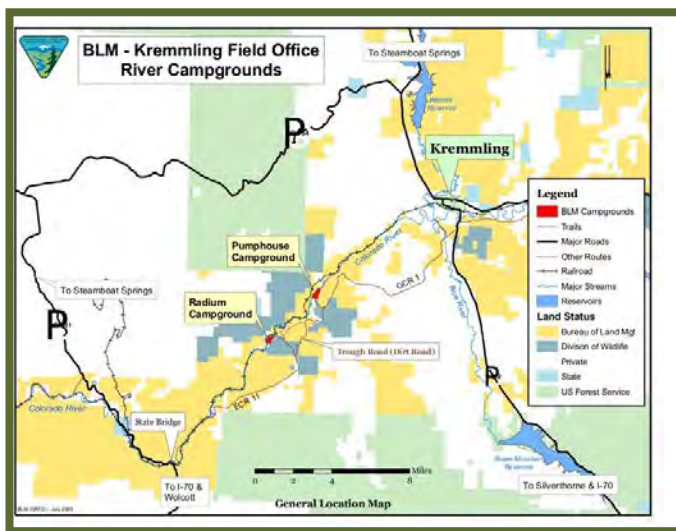 BLM - Kremmling Field Office
River Campgrounds
To Steamboat Springs
Kremmling
Pumphouse
Campground
Colorado River
GCR 1
Blue River
To Steamboat Springs
Radium
Campground
Trough Road (Dirt Road)
ECR 11
Colorado River
State Bridge
To I-70 &
Wolcott
To Silverthorne & I-70
Legend
BLM Campgrounds
Trails
Major Roads
Other Routes
Railroad
Major Streams
Reservoirs
Land Status
Bureau of Land Mgt
Divison of Wildlife
Private
State
US Forest Service
Miles
0 1 2 4 6 8
General Location Map